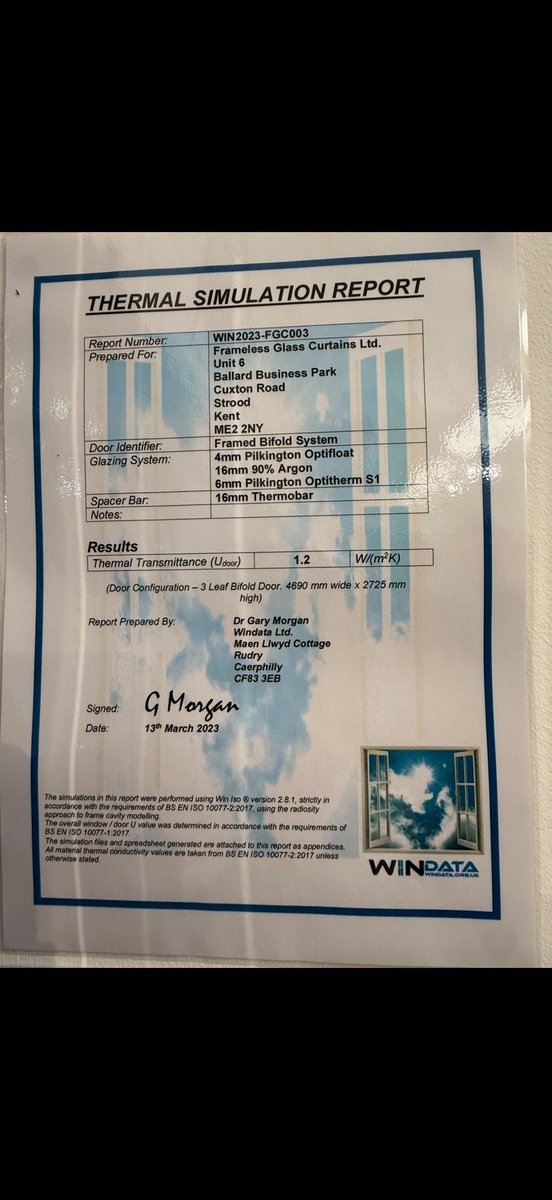 THERMAL SIMULATION REPORT
Report Number: WIN2023-FGC003
Prepared For: Frameless Glass Curtains Ltd.
Unit 6
Ballard Business Park
Cuxton Road
Strood
Kent
ME2 2NY
Door Identifier: Framed Bifold System
Glazing System: 4mm Pilkington Optifloat
16mm 90% Argon
6mm Pilkington Optitherm S1
Spacer Bar: 16mm Thermobar
Notes:
Results
Thermal Transmittance (Udoor) 1.2 W/(m²K)
(Door Configuration – 3 Leaf Bifold Door. 4690 mm wide x 2725 mm
high)
Report Prepared By: Dr Gary Morgan
Windata Ltd.
Maen Llwyd Cottage
Rudry
Caerphilly
CF83 3EB
Signed: G Morgan
Date: 13th March 2023
The simulations in this report were performed using Win Iso ® version 2.8.1, strictly in
accordance with the requirements of BS EN ISO 10077-2:2017, using the radiosity
approach to frame cavity modelling.
The overall window / door U value was determined in accordance with the requirements of
BS EN ISO 10077-1:2017.
The simulation files and spreadsheet generated are attached to this report as appendices.
All material thermal conductivity values are taken from BS EN ISO 10077-2:2017 unless
otherwise stated.
WINDATA
WINDATA.ORG.UK